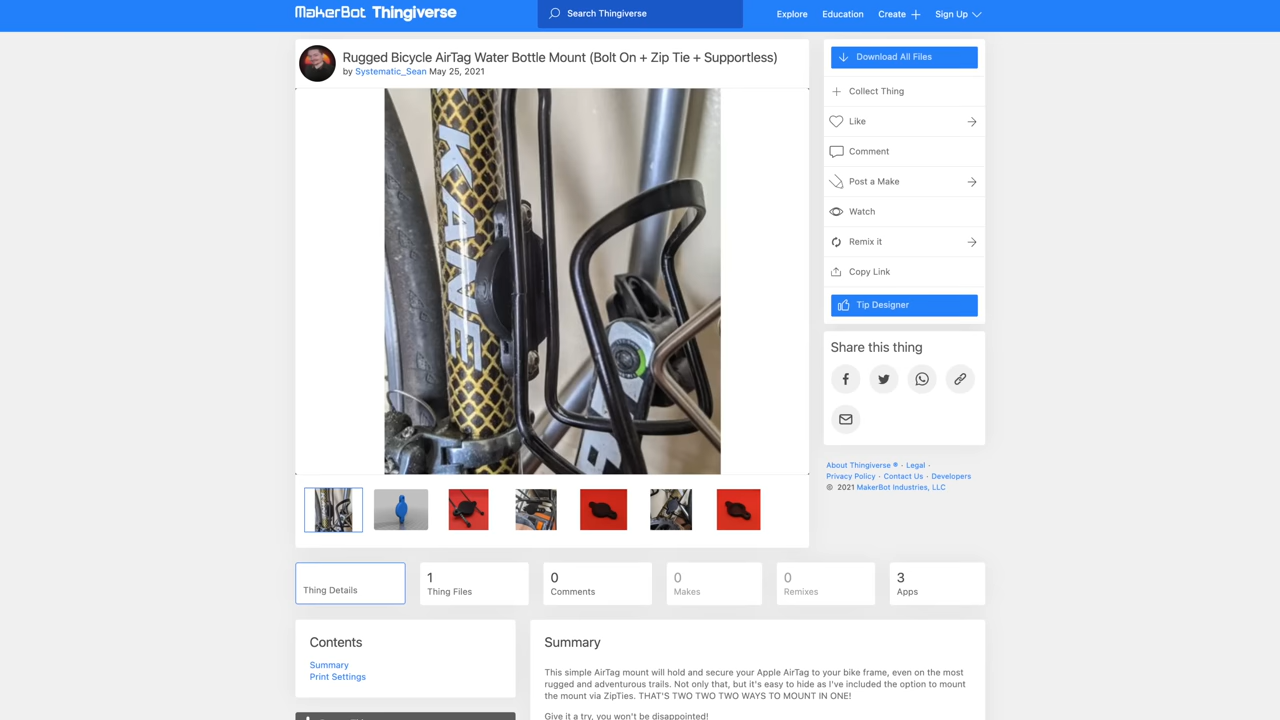 MakerBot Thingiverse
Search Thingiverse
Explore
Education
Create
Sign Up
Rugged Bicycle AirTag Water Bottle Mount (Bolt On + Zip Tie + Supportless)
by Systematic_Sean May 25, 2021
KANE
Download All Files
Collect Thing
Like
Comment
Post a Make
Watch
Remix it
Copy Link
Tip Designer
Share this thing
About Thingiverse ® · Legal ·
Privacy Policy · Contact Us · Developers
© 2021 MakerBot Industries, LLC
Thing Details
1
Thing Files
0
Comments
0
Makes
0
Remixes
3
Apps
Contents
Summary
Print Settings
Summary
This simple AirTag mount will hold and secure your Apple AirTag to your bike frame, even on the most
rugged and adventurous trails. Not only that, but it's easy to hide as I've included the option to mount
the mount via ZipTies. THAT'S TWO TWO TWO WAYS TO MOUNT IN ONE!
Give it a try, you won't be disappointed!